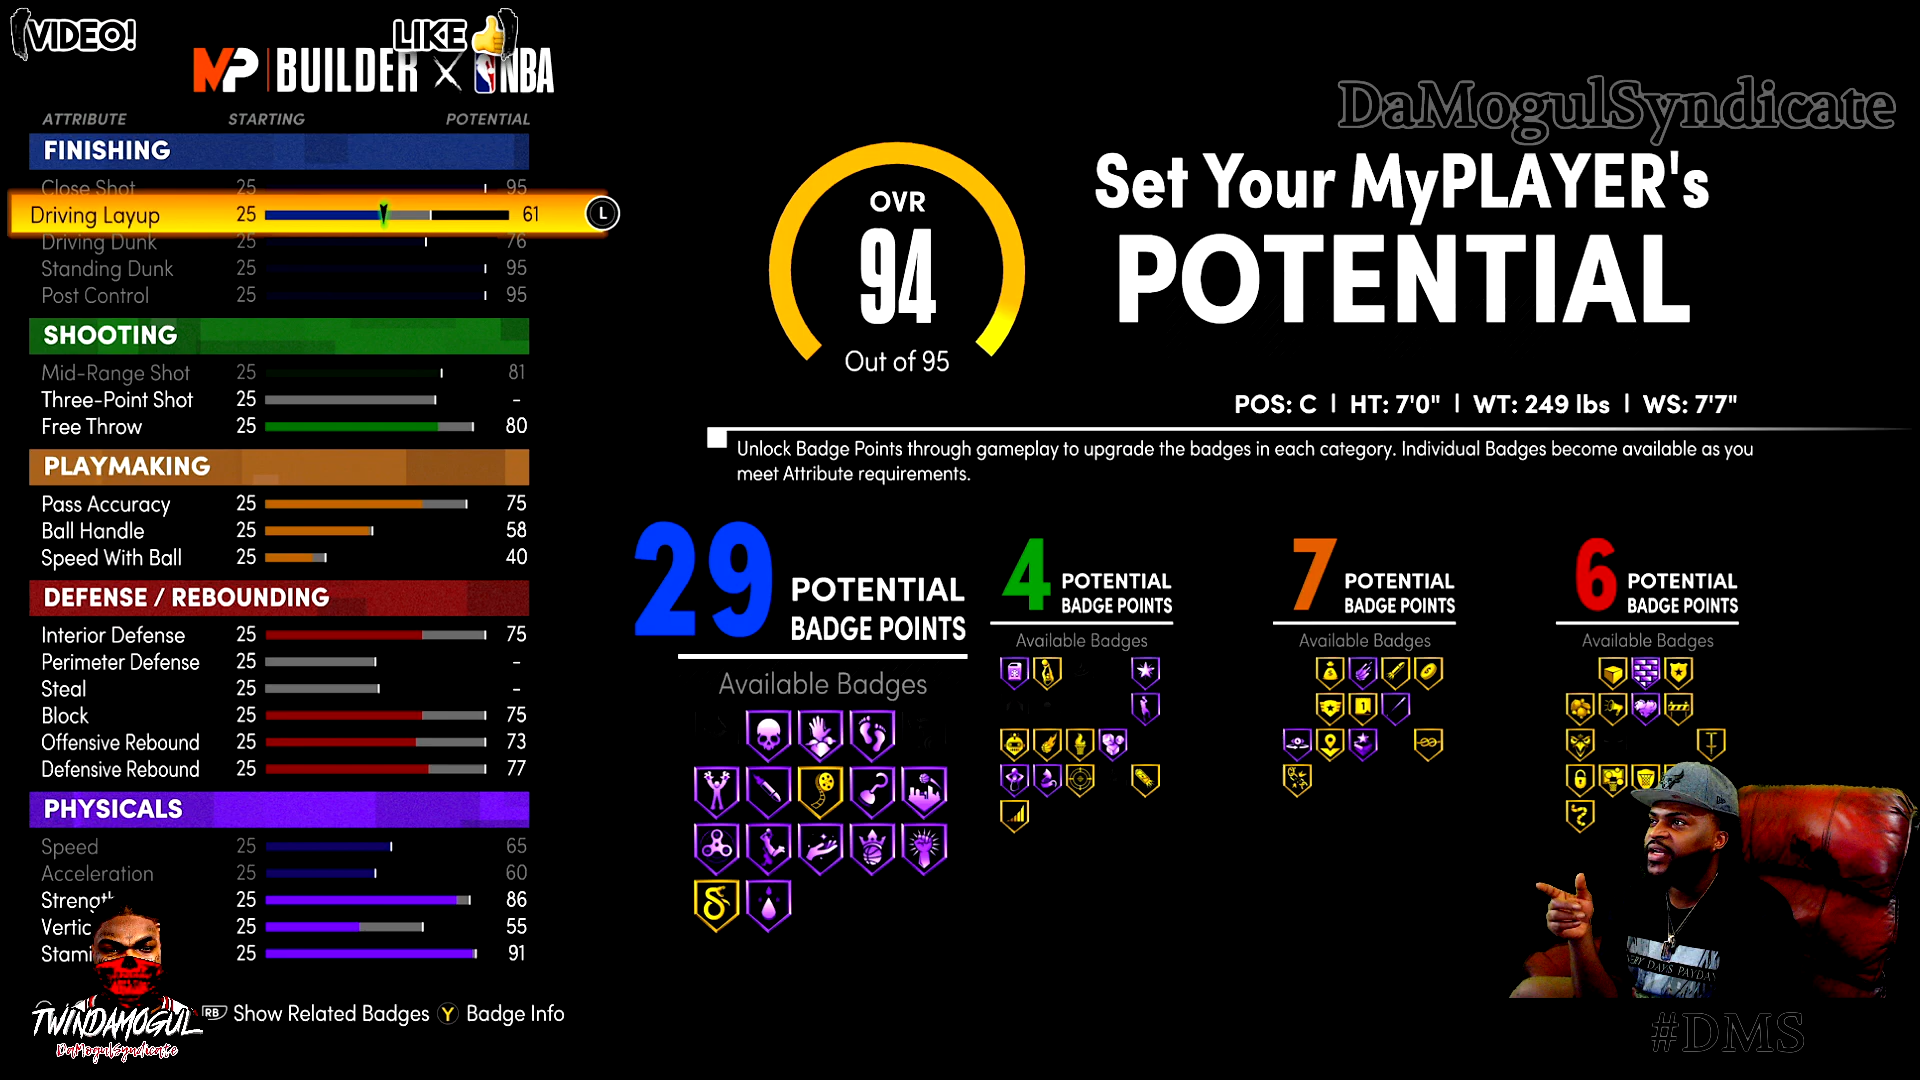 VIDEO!
LIKE
MP | BUILDER X NBA
DaMogulSyndicate
ATTRIBUTE STARTING POTENTIAL
FINISHING
Close Shot 25 95
Driving Layup 25 61 L
Driving Dunk 25 76
Standing Dunk 25 95
Post Control 25 95
SHOOTING
Mid-Range Shot 25 81
Three-Point Shot 25 -
Free Throw 25 80
PLAYMAKING
Pass Accuracy 25 75
Ball Handle 25 58
Speed With Ball 25 40
DEFENSE / REBOUNDING
Interior Defense 25 75
Perimeter Defense 25 -
Steal 25 -
Block 25 75
Offensive Rebound 25 73
Defensive Rebound 25 77
PHYSICALS
Speed 25 65
Acceleration 25 60
Strengt 25 86
Vertic 25 55
Stami 25 91
RB Show Related Badges Y Badge Info
TWINDAMOGUL
DaMogulSyndicate
OVR
94
Out of 95
Set Your MyPLAYER's
POTENTIAL
POS: C | HT: 7'0" | WT: 249 lbs | WS: 7'7"
Unlock Badge Points through gameplay to upgrade the badges in each category. Individual Badges become available as you
meet Attribute requirements.
29 POTENTIAL BADGE POINTS
Available Badges
4 POTENTIAL BADGE POINTS
Available Badges
7 POTENTIAL BADGE POINTS
Available Badges
6 POTENTIAL BADGE POINTS
Available Badges
DAYS PAYDA
#DMS